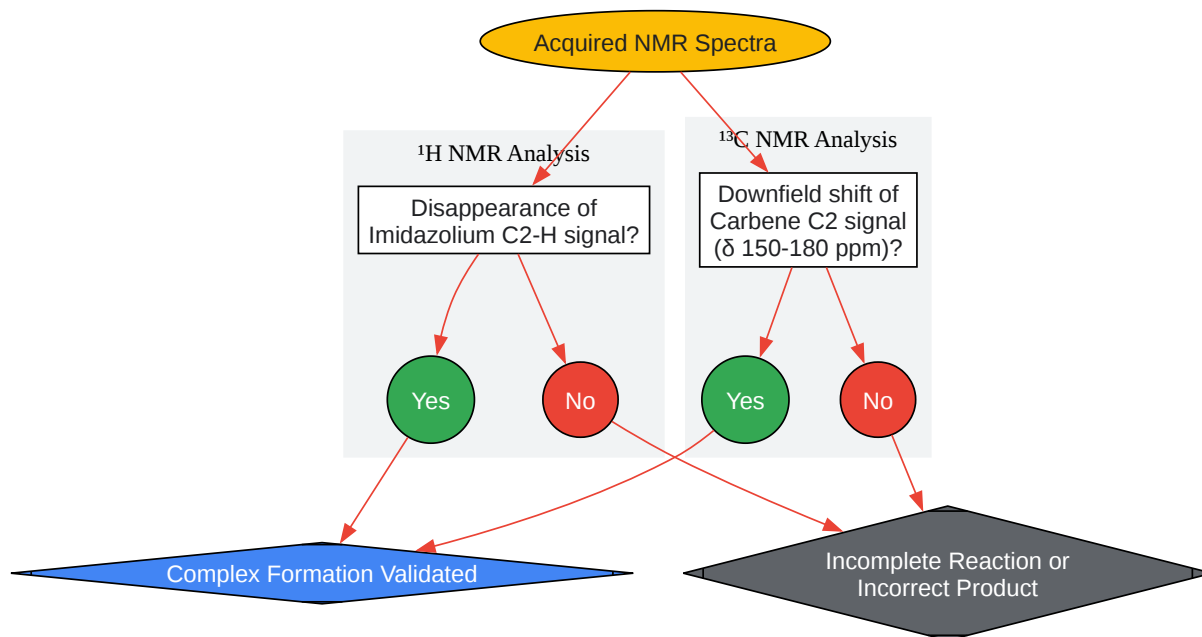 Acquired NMR Spectra
¹H NMR Analysis
Disappearance of
Imidazolium C2-H signal?
Yes
No
¹³C NMR Analysis
Downfield shift of
Carbene C2 signal
(δ 150-180 ppm)?
Yes
No
Complex Formation Validated
Incomplete Reaction or
Incorrect Product